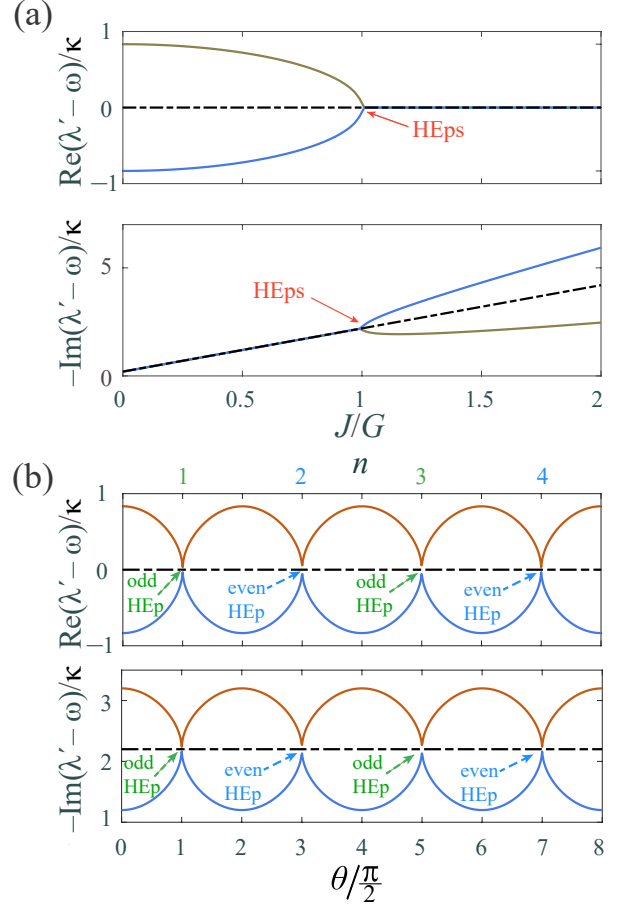 (a)
Re(λ′ − ω)/κ
1
0
−1
HEps
−Im(λ′ − ω)/κ
5
0
HEps
0 0.5 1 1.5 2
J/G
(b)
n
1 2 3 4
Re(λ′ − ω)/κ
1
0
−1
odd HEp
even HEp
odd HEp
even HEp
−Im(λ′ − ω)/κ
3
2
1
odd HEp
even HEp
odd HEp
even HEp
0 1 2 3 4 5 6 7 8
θ/π/2